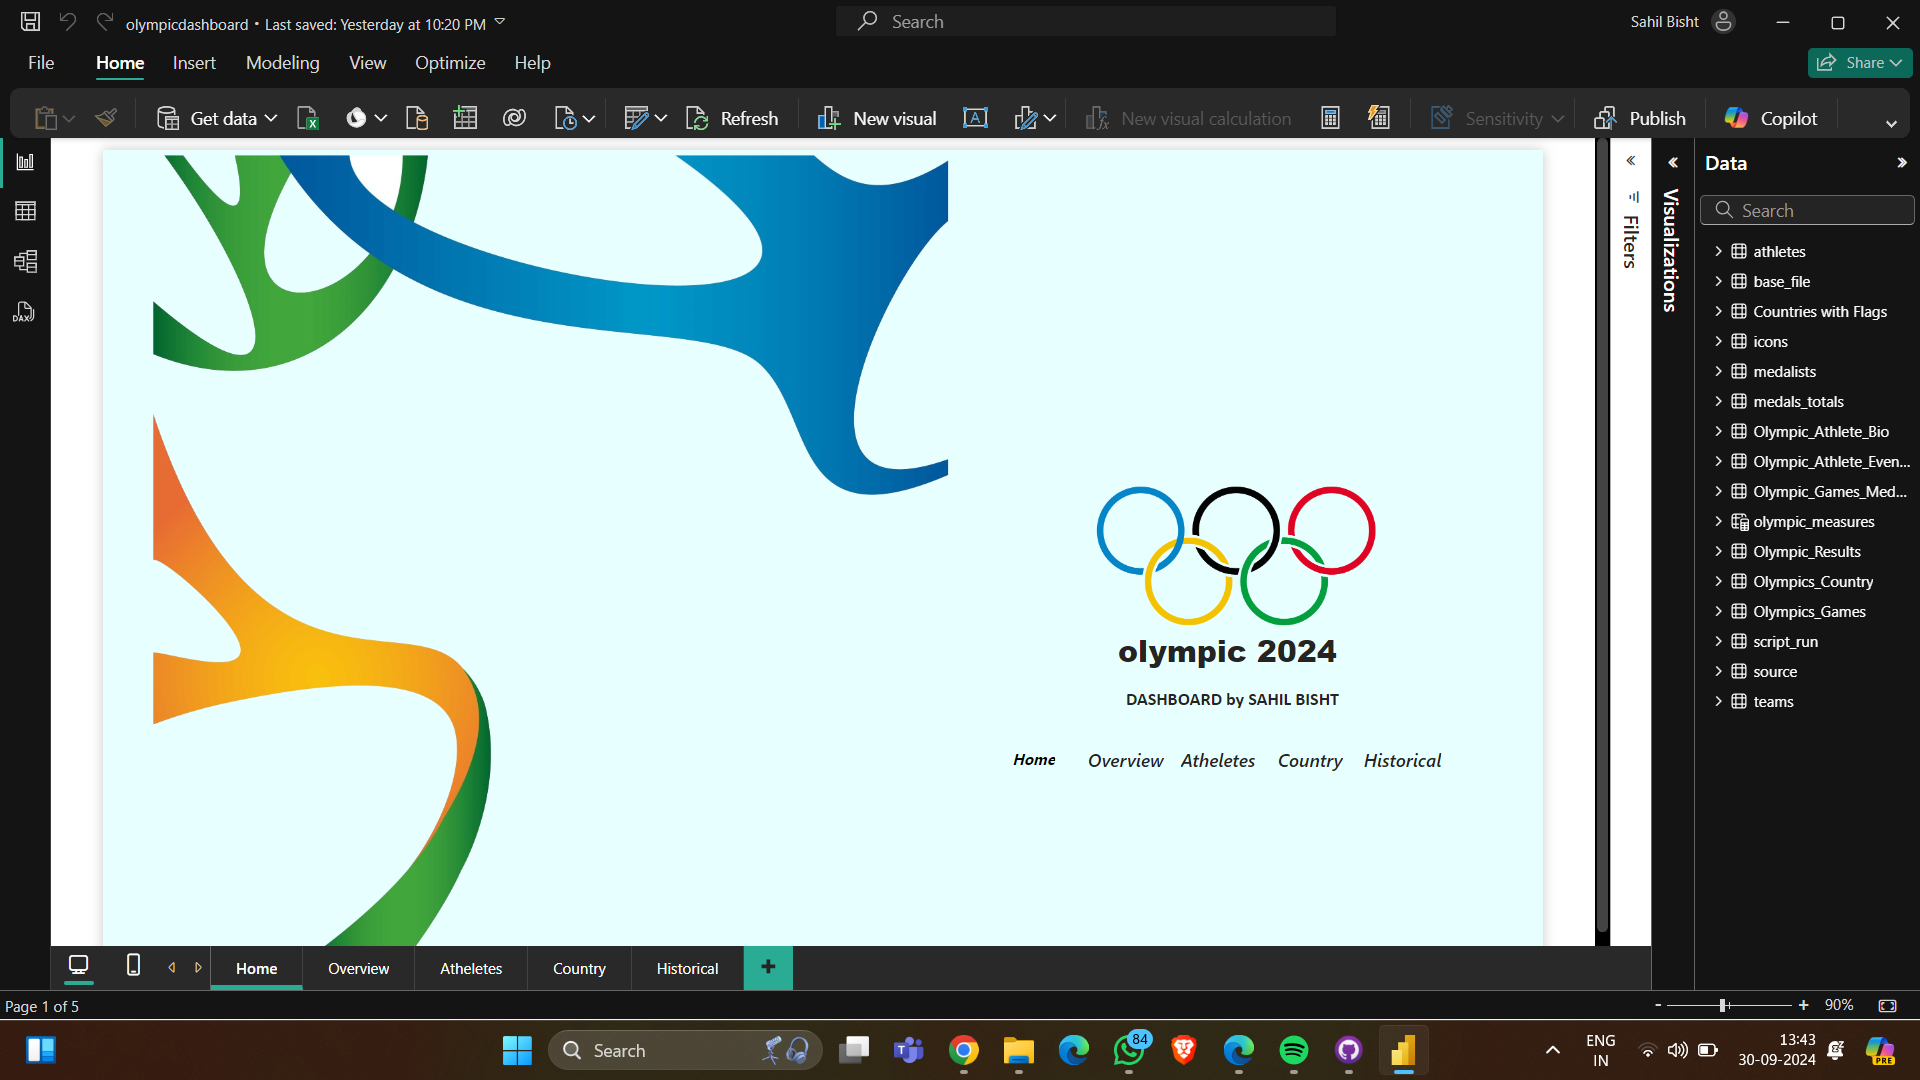 olympicdashboard • Last saved: Yesterday at 10:20 PM
Search
Sahil Bisht
File Home Insert Modeling View Optimize Help
Share
Get data
Refresh
New visual
A
New visual calculation
Sensitivity
Publish
Copilot
DAX
Filters
Visualizations
Data
Search
athletes
base_file
Countries with Flags
icons
medalists
medals_totals
Olympic_Athlete_Bio
Olympic_Athlete_Even...
Olympic_Games_Med...
olympic_measures
Olympic_Results
Olympics_Country
Olympics_Games
script_run
source
teams
olympic 2024
DASHBOARD by SAHIL BISHT
Home Overview Atheletes Country Historical
Home Overview Atheletes Country Historical +
Page 1 of 5
- + 90%
Search
84
ENG
IN
13:43
30-09-2024
PRE